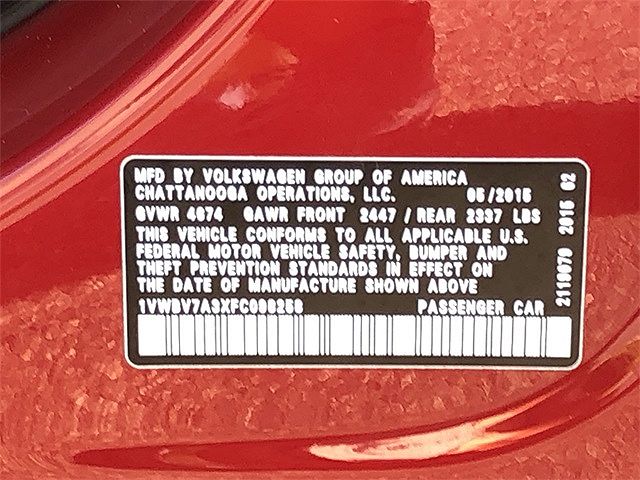 MFD BY VOLKSWAGEN GROUP OF AMERICA
CHATTANOOGA OPERATIONS, LLC. 05/2015
GVWR 4674 GAWR FRONT 2447 / REAR 2337 LBS
THIS VEHICLE CONFORMS TO ALL APPLICABLE U.S.
FEDERAL MOTOR VEHICLE SAFETY, BUMPER AND
THEFT PREVENTION STANDARDS IN EFFECT ON
THE DATE OF MANUFACTURE SHOWN ABOVE
1VWBV7A3XFC098258 PASSENGER CAR
2015 02